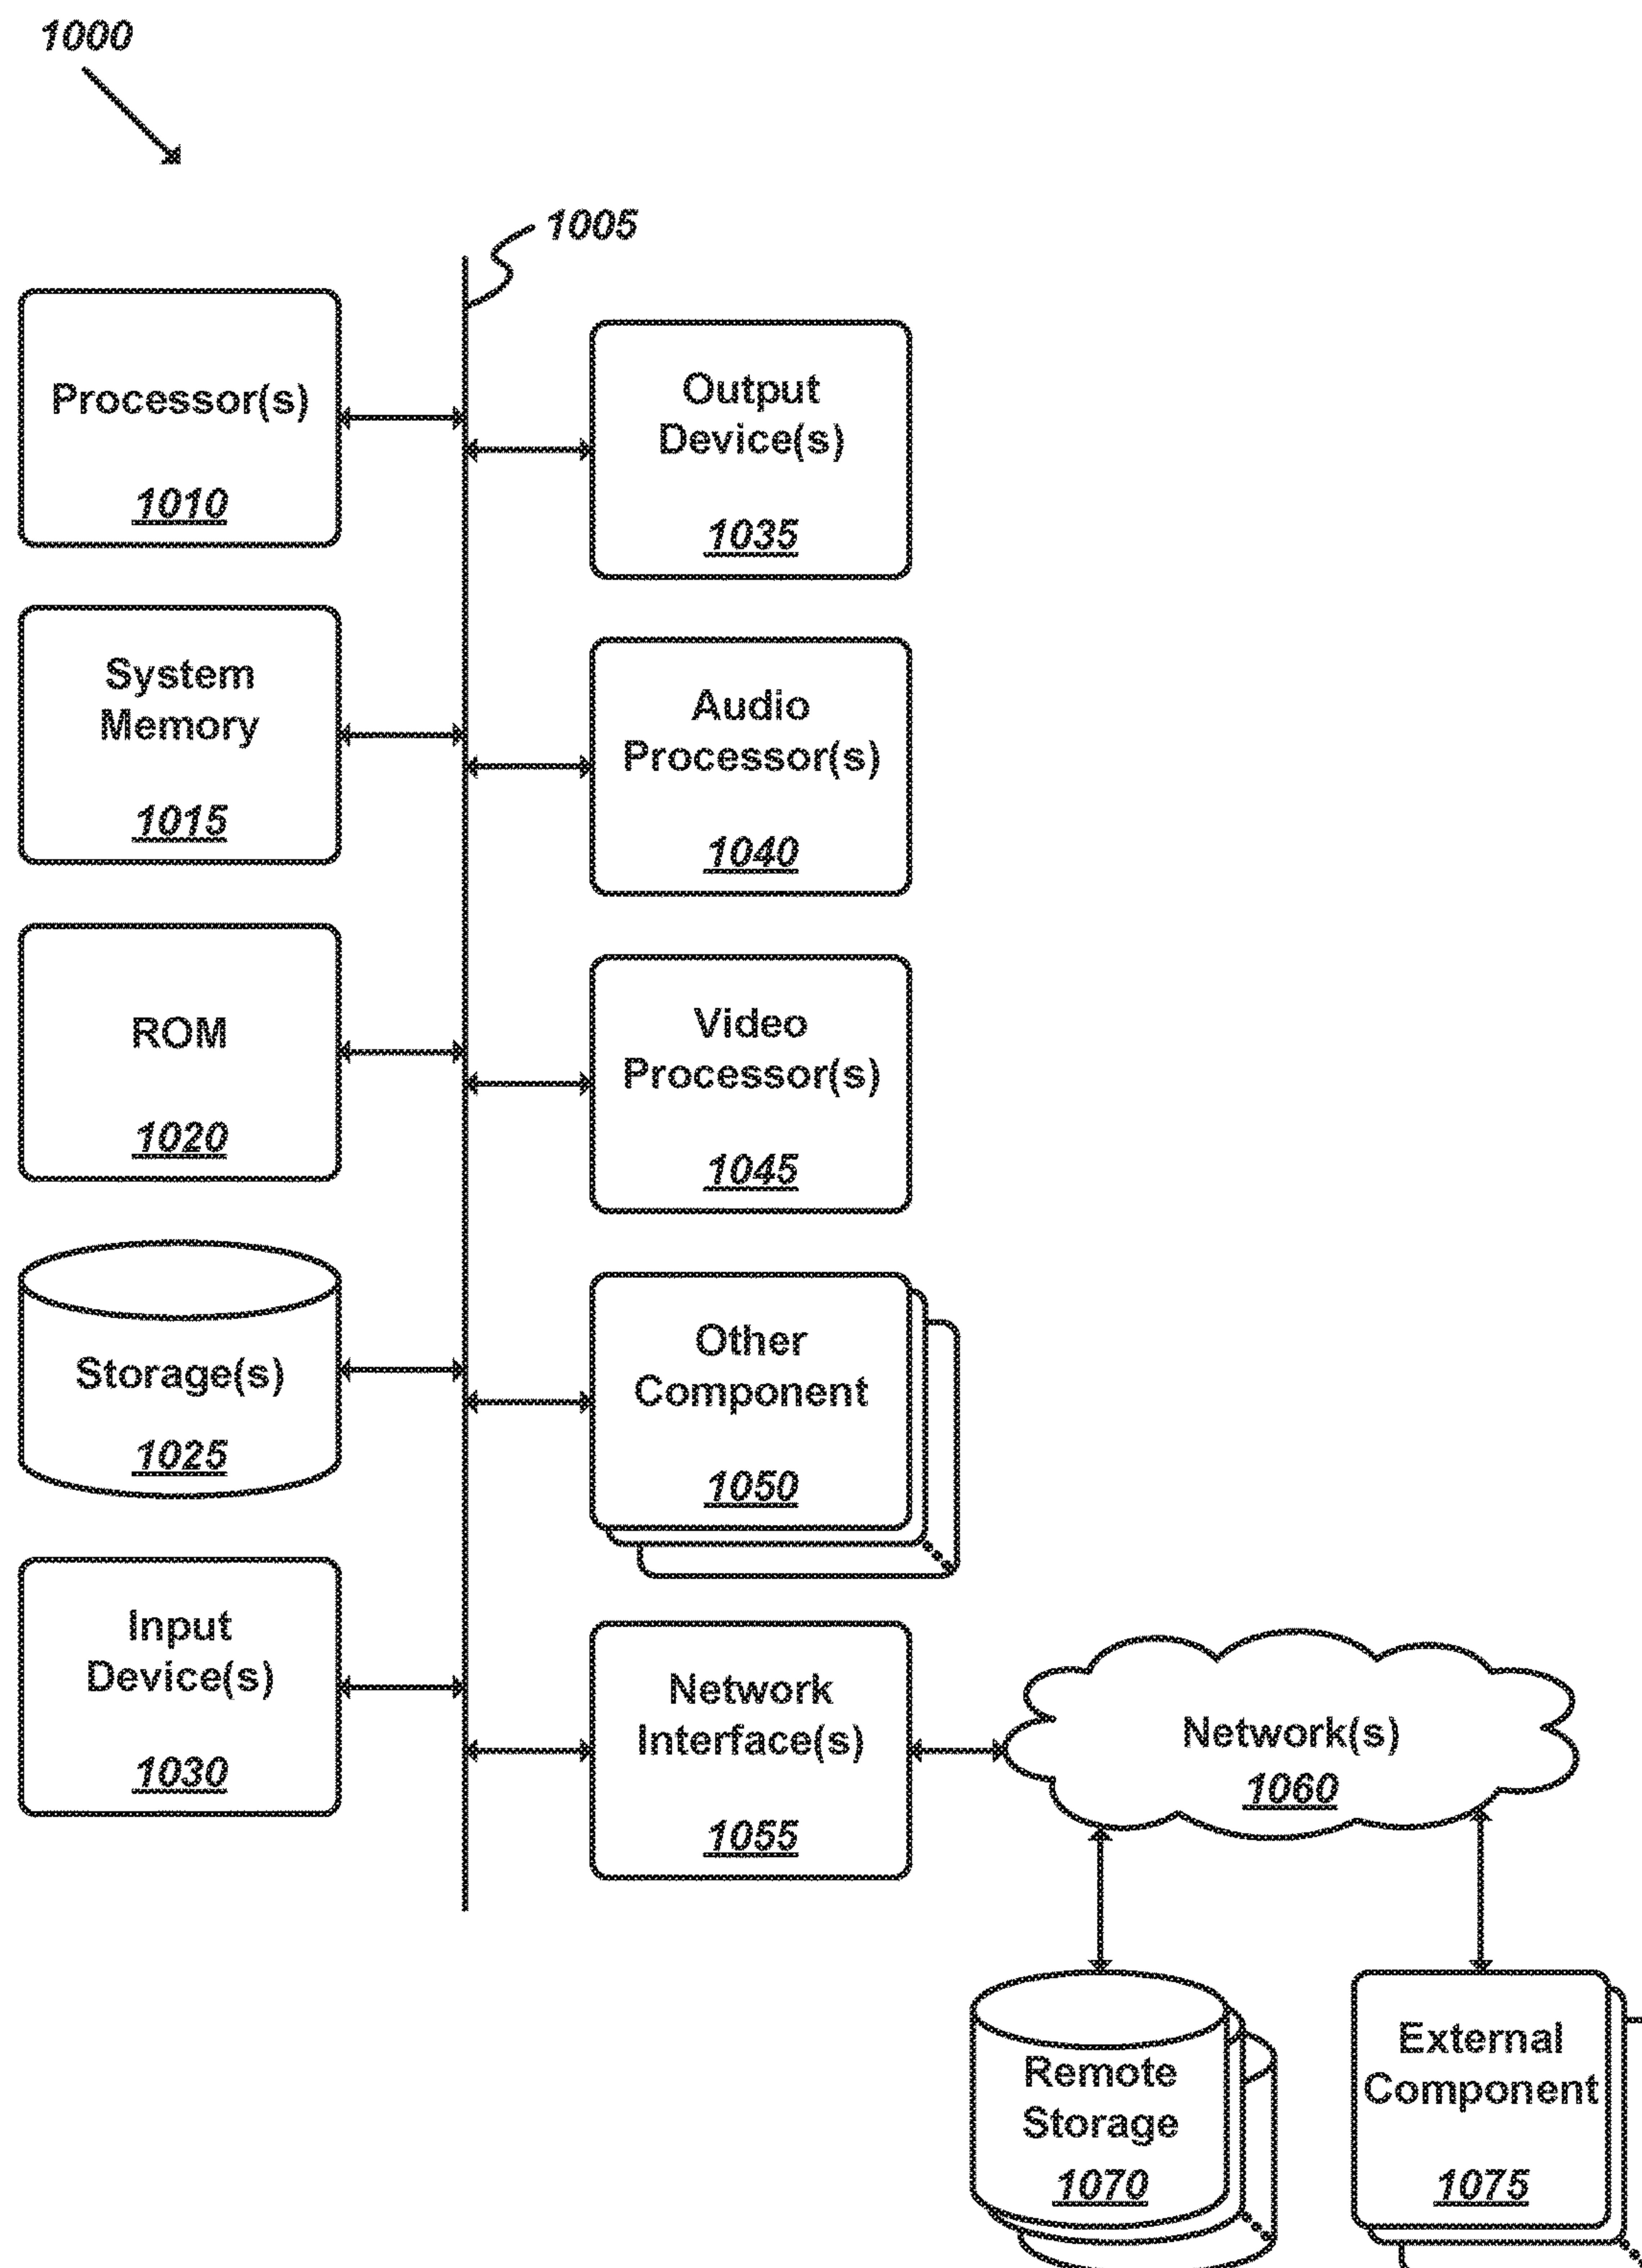 1000
1005
Processor(s)
1010
System
Memory
1015
ROM
1020
Storage(s)
1025
Input
Device(s)
1030
Output
Device(s)
1035
Audio
Processor(s)
1040
Video
Processor(s)
1045
Other
Component
1050
Network
Interface(s)
1055
Network(s)
1060
Remote
Storage
1070
External
Component
1075